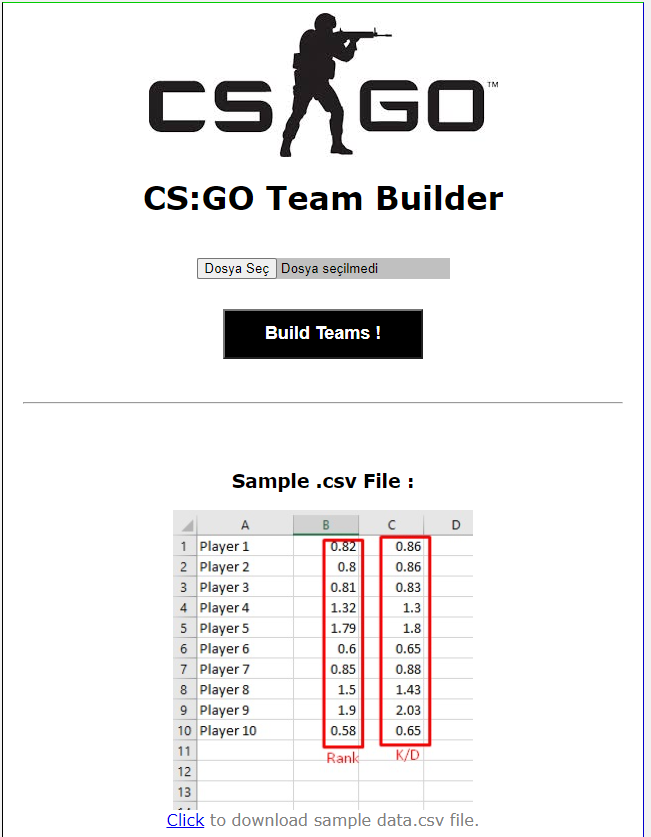 CS GO™
CS:GO Team Builder
Dosya Seç Dosya seçilmedi
Build Teams !
Sample .csv File :
A B C D
1 Player 1 0.82 0.86
2 Player 2 0.8 0.86
3 Player 3 0.81 0.83
4 Player 4 1.32 1.3
5 Player 5 1.79 1.8
6 Player 6 0.6 0.65
7 Player 7 0.85 0.88
8 Player 8 1.5 1.43
9 Player 9 1.9 2.03
10 Player 10 0.58 0.65
11 Rank K/D
12
13
Click to download sample data.csv file.